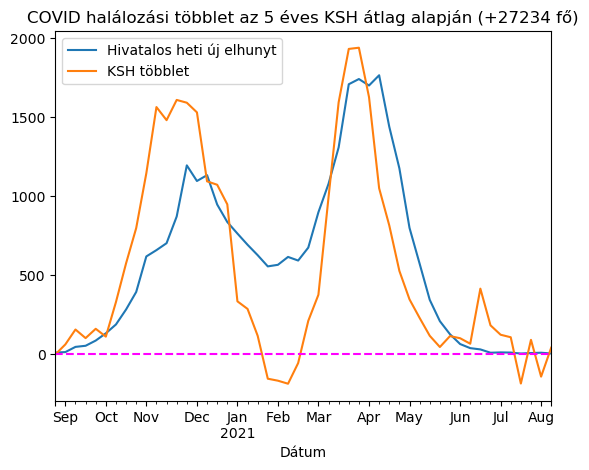 COVID halálozási többlet az 5 éves KSH átlag alapján (+27234 fő)
Hivatalos heti új elhunyt
KSH többlet
2000
1500
1000
500
0
Sep Oct Nov Dec Jan Feb Mar Apr May Jun Jul Aug
2021
Dátum